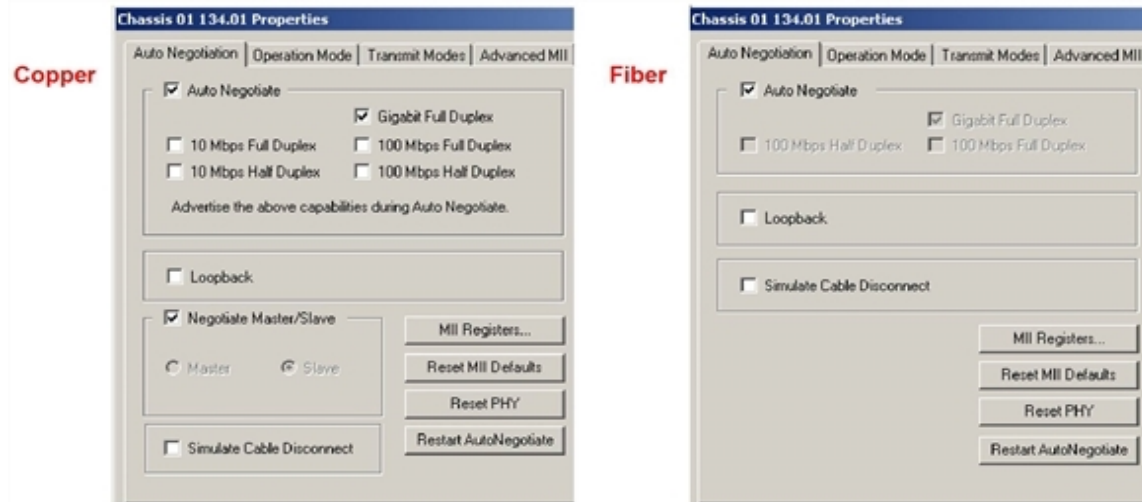 Copper
Chassis 01 134.01 Properties
Auto Negotiation Operation Mode Transmit Modes Advanced MII
Auto Negotiate
Gigabit Full Duplex
10 Mbps Full Duplex 100 Mbps Full Duplex
10 Mbps Half Duplex 100 Mbps Half Duplex
Advertise the above capabilities during Auto Negotiate.
Loopback
Negotiate Master/Slave
Master Slave
Simulate Cable Disconnect
MII Registers...
Reset MII Defaults
Reset PHY
Restart AutoNegotiate
Fiber
Chassis 01 134.01 Properties
Auto Negotiation Operation Mode Transmit Modes Advanced MII
Auto Negotiate
Gigabit Full Duplex
100 Mbps Half Duplex 100 Mbps Full Duplex
Loopback
Simulate Cable Disconnect
MII Registers...
Reset MII Defaults
Reset PHY
Restart AutoNegotiate